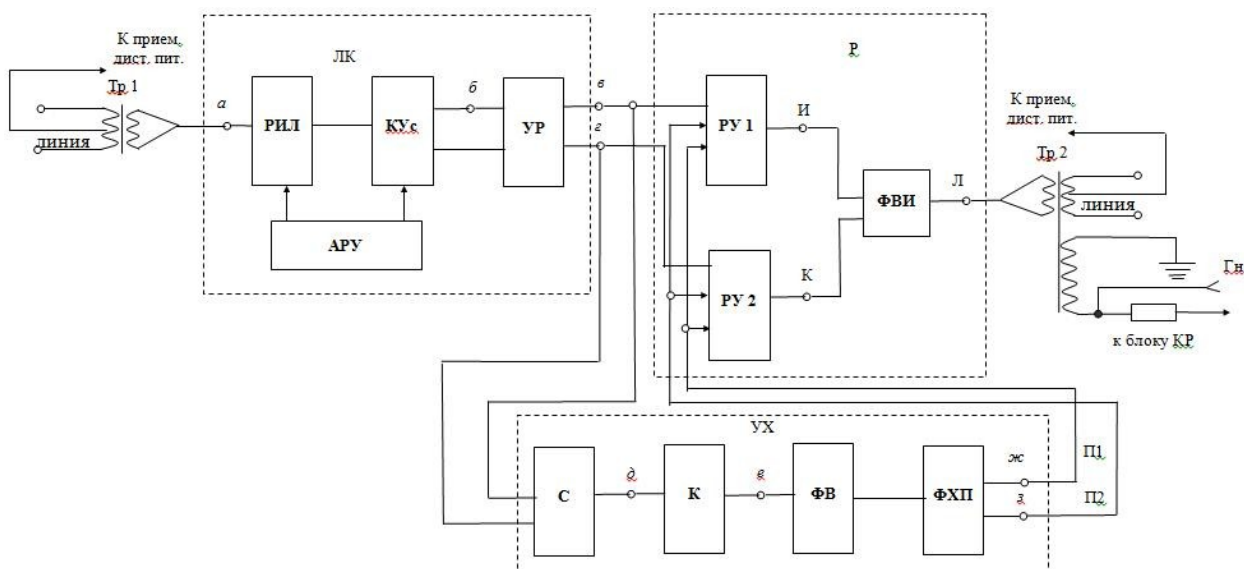 К прием,
дист. пит.
Тр.1
линия
а
ЛК
РИЛ
КУс
б
УР
в
г
АРУ
Р
РУ 1
И
ФВИ
Л
РУ 2
К
К прием,
дист. пит.
Тр.2
линия
Гн
к блоку КР
УХ
С
д
К
е
ФВ
ФХП
ж
з
П1
П2